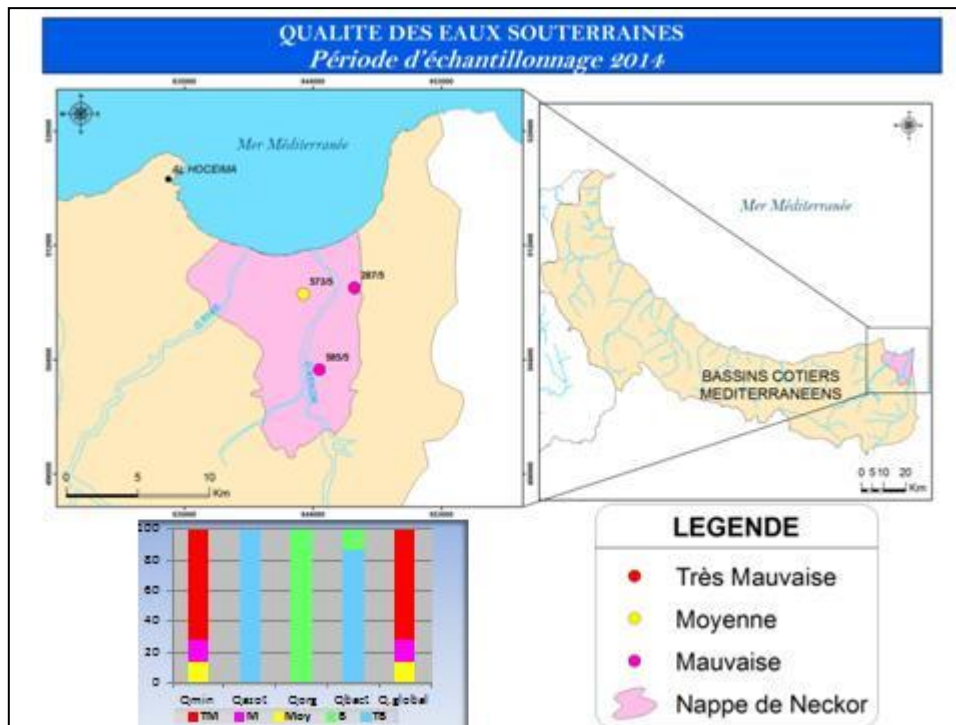 QUALITE DES EAUX SOUTERRAINES
Période d'échantillonnage 2014
Mer Méditerranée
AL HOCEIMA
573/5
287/5
565/5
0 5 10
Km
Mer Méditerranée
BASSINS COTIERS
MEDITERRANEENS
0 5 10 20
Km
100
80
60
40
20
0
Qmin Qazot Qorg Qbact Q.global
TM M Moy B TB
LEGENDE
Très Mauvaise
Moyenne
Mauvaise
Nappe de Neckor